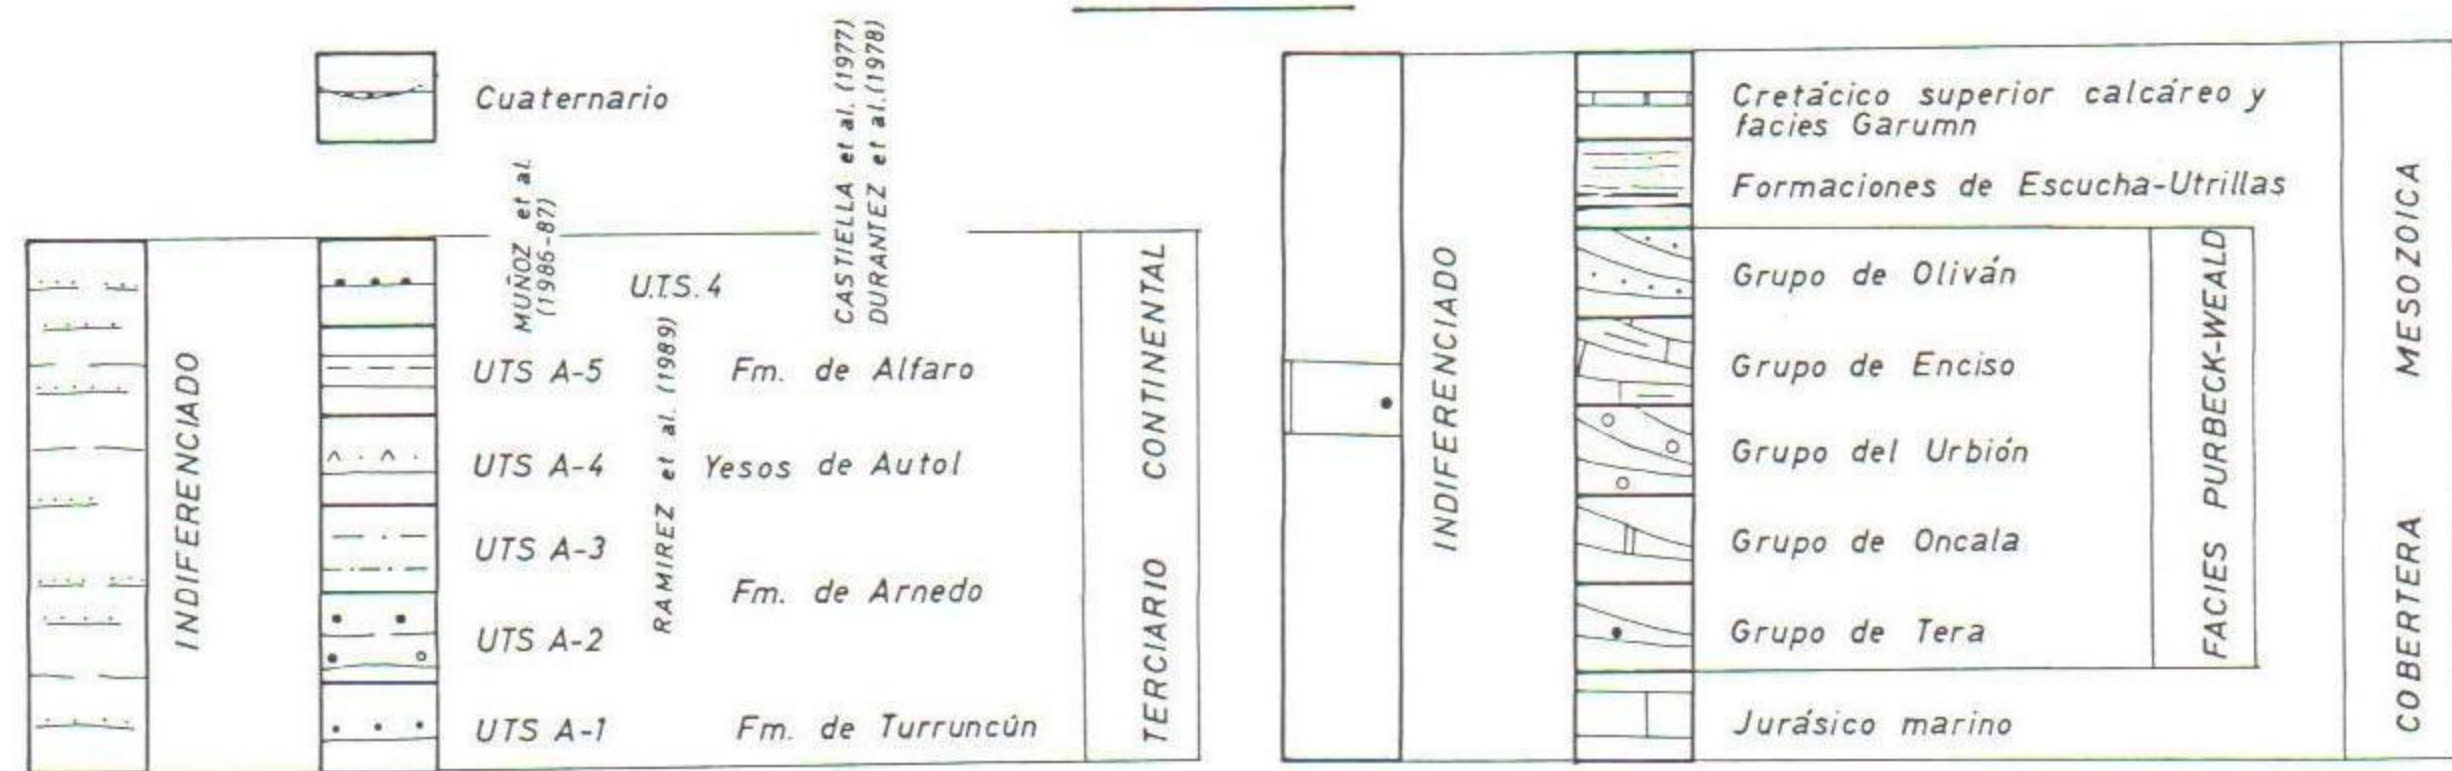 Cuaternario
MUÑOZ et al.
(1986-87)
CASTIELLA et al. (1977)
DURANTEZ et al. (1978)
RAMIREZ et al. (1989)
INDIFERENCIADO
U.T.S. 4
UTS A-5 Fm. de Alfaro
UTS A-4 Yesos de Autol
UTS A-3
Fm. de Arnedo
UTS A-2
UTS A-1 Fm. de Turruncún
TERCIARIO CONTINENTAL
INDIFERENCIADO
Cretácico superior calcáreo y
facies Garumn
Formaciones de Escucha-Utrillas
Grupo de Oliván
Grupo de Enciso
Grupo del Urbión
Grupo de Oncala
Grupo de Tera
Jurásico marino
FACIES PURBECK-WEALD
COBERTERA MESOZOICA